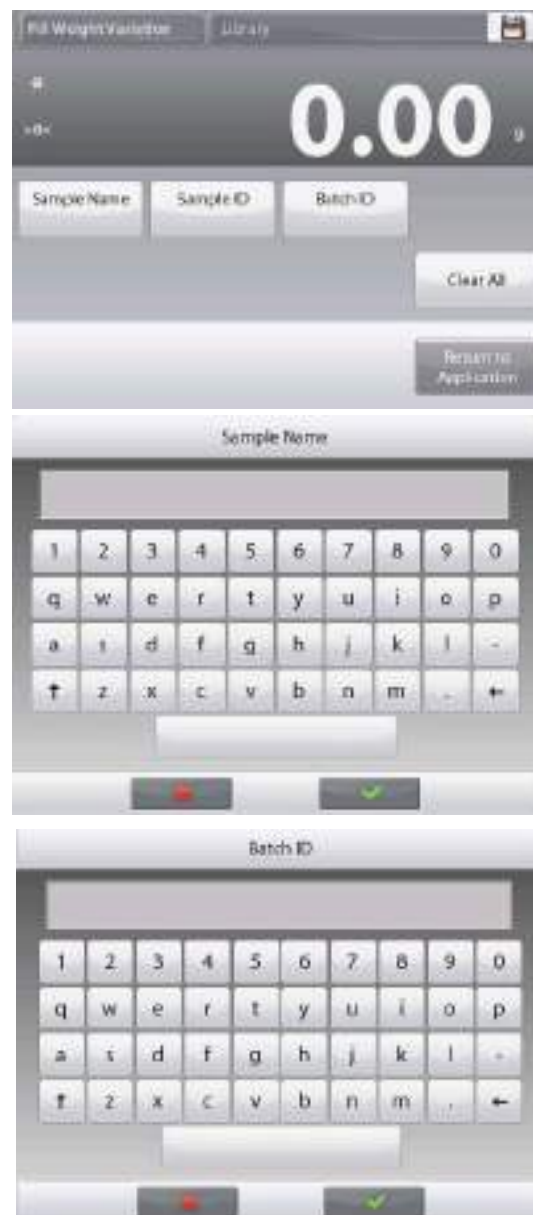 Fill Weight Variation Library
>0<
0.00 g
Sample Name Sample ID Batch ID
Clear All
Return to
Application
Sample Name
1 2 3 4 5 6 7 8 9 0
q w e r t y u i o p
a s d f g h j k l -
↑ z x c v b n m . ←
Batch ID
1 2 3 4 5 6 7 8 9 0
q w e r t y u i o p
a s d f g h j k l -
↑ z x c v b n m . ←